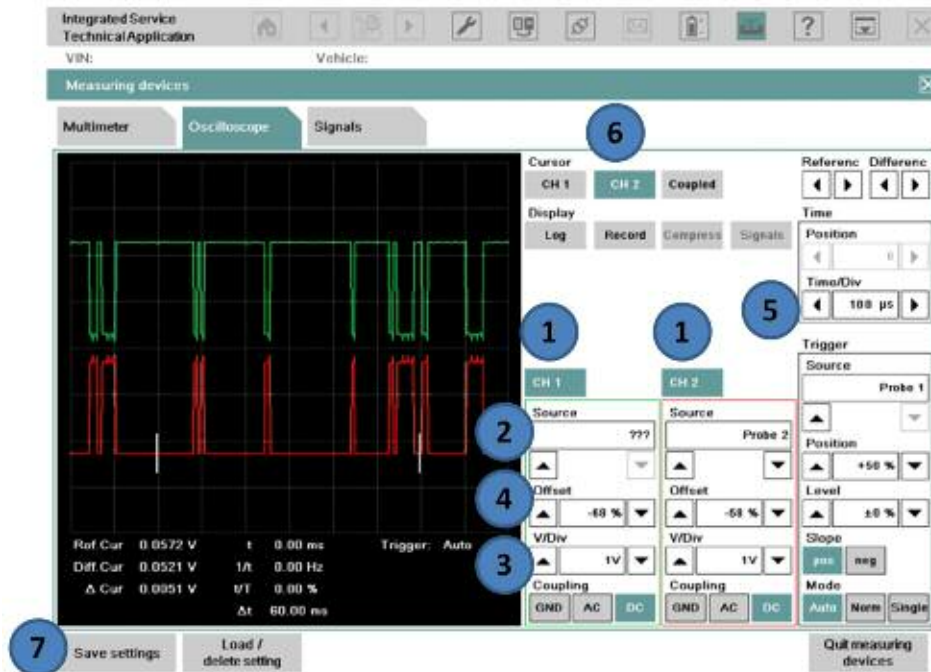 Integrated Service
Technical Application
?
VIN: Vehicle:
Measuring devices
Multimeter Oscilloscope Signals
6
Cursor
CH 1 CH 2 Coupled
Referenc Differenc
Display
Log Record Compress Signals
Time
Position
0
Time/Div
5
100 µs
1 1
CH 1 CH 2
Trigger
Source
Probe 1
2
Source
???
Source
Probe 2
Position
+50 %
4
Offset
-68 %
Offset
-58 %
Level
±0 %
3
V/Div
1V
V/Div
1V
Slope
pos neg
Coupling
GND AC DC
Coupling
GND AC DC
Mode
Auto Norm Single
Ref Cur 0.0572 V t 0.00 ms Trigger: Auto
Diff Cur 0.0521 V 1/t 0.00 Hz
Δ Cur 0.0051 V t/T 0.00 %
Δt 60.00 ms
7
Save settings
Load /
delete setting
Quit measuring
devices